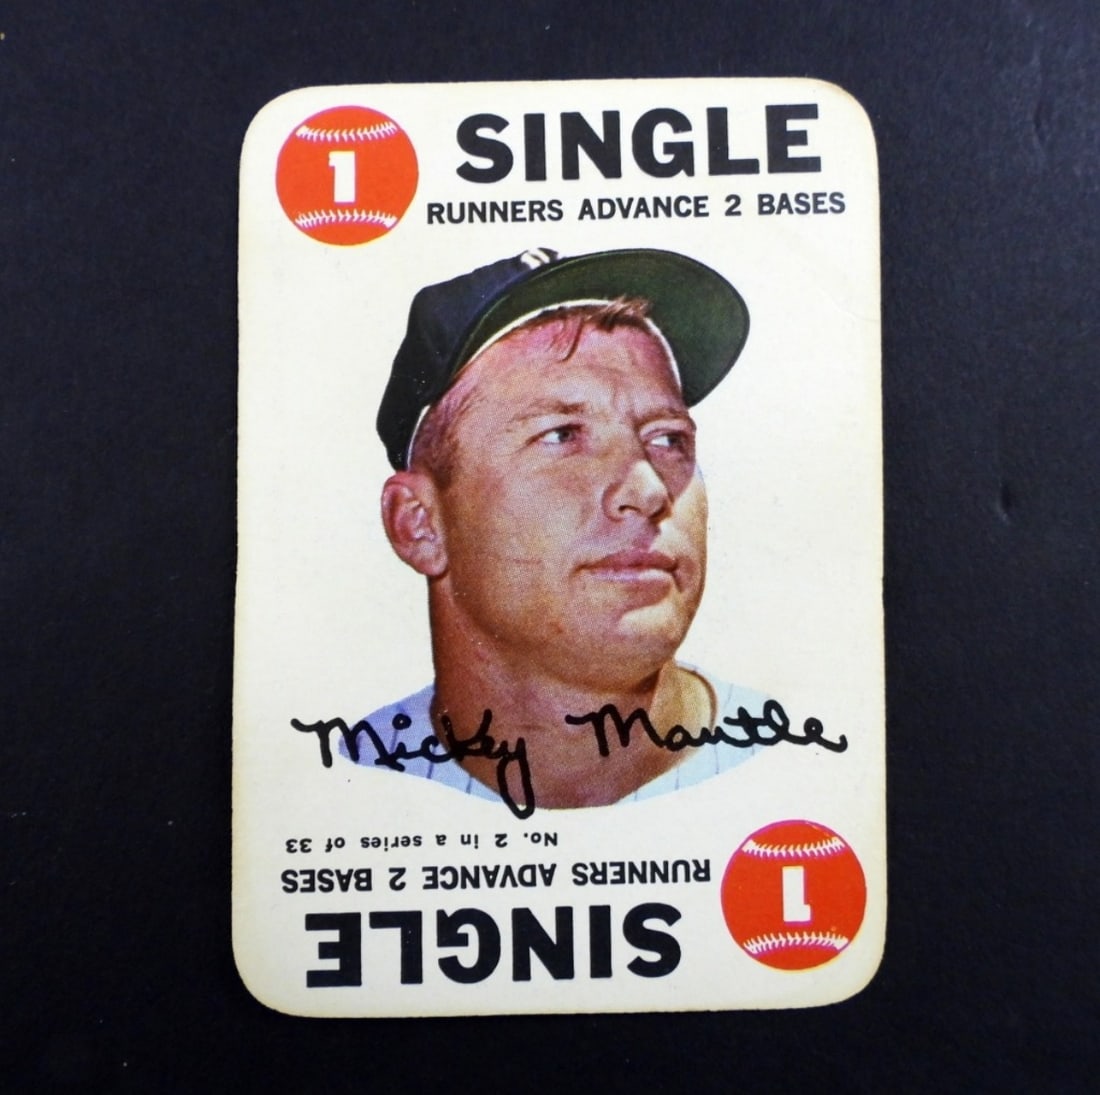 1
SINGLE
RUNNERS ADVANCE 2 BASES
Mickey Mantle
No. 2 in a series of 33
RUNNERS ADVANCE 2 BASES
SINGLE
1